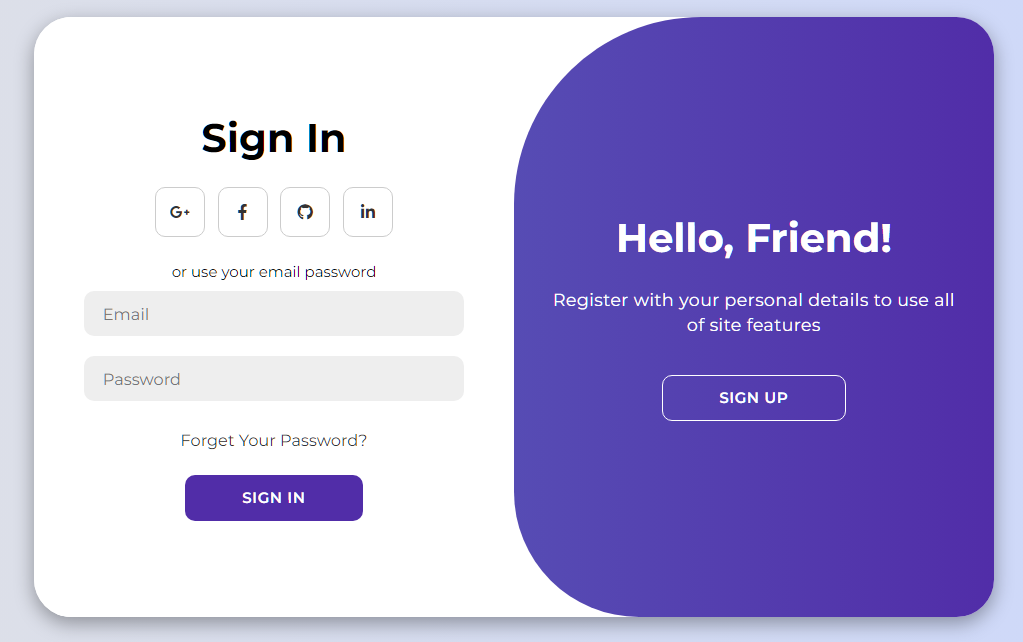 Sign In
G+
f
in
or use your email password
Email
Password
Forget Your Password?
SIGN IN
Hello, Friend!
Register with your personal details to use all
of site features
SIGN UP